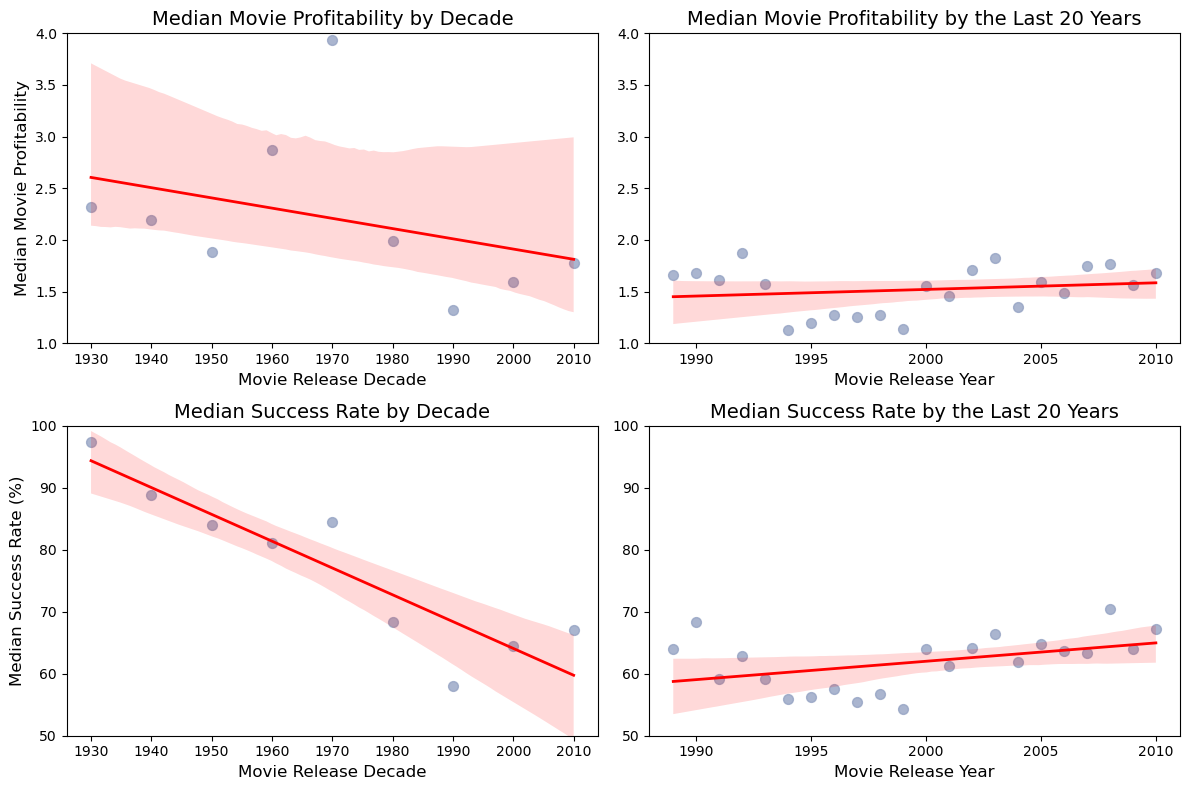 Median Movie Profitability by Decade
Median Movie Profitability
4.0
3.5
3.0
2.5
2.0
1.5
1.0
1930 1940 1950 1960 1970 1980 1990 2000 2010
Movie Release Decade
Median Movie Profitability by the Last 20 Years
4.0
3.5
3.0
2.5
2.0
1.5
1.0
1990 1995 2000 2005 2010
Movie Release Year
Median Success Rate by Decade
Median Success Rate (%)
100
90
80
70
60
50
1930 1940 1950 1960 1970 1980 1990 2000 2010
Movie Release Decade
Median Success Rate by the Last 20 Years
100
90
80
70
60
50
1990 1995 2000 2005 2010
Movie Release Year